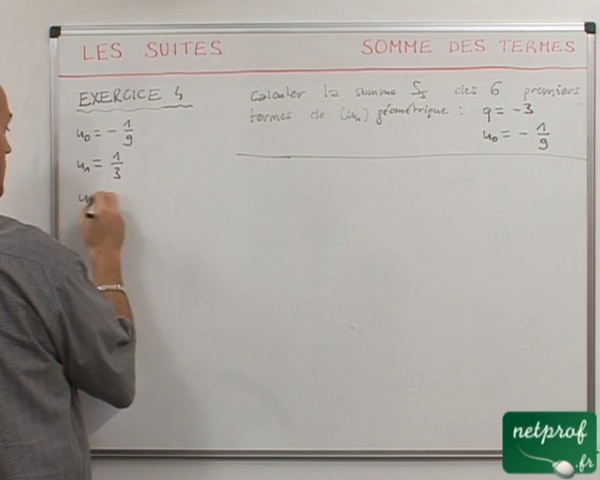 LES SUITES SOMME DES TERMES
EXERCICE 4
Calculer la somme S₅ des 6 premiers
termes de (uₙ) géométrique : q = -3
u₀ = - 1/9
u₀ = - 1/9
u₁ = 1/3
u
netprof
.fr